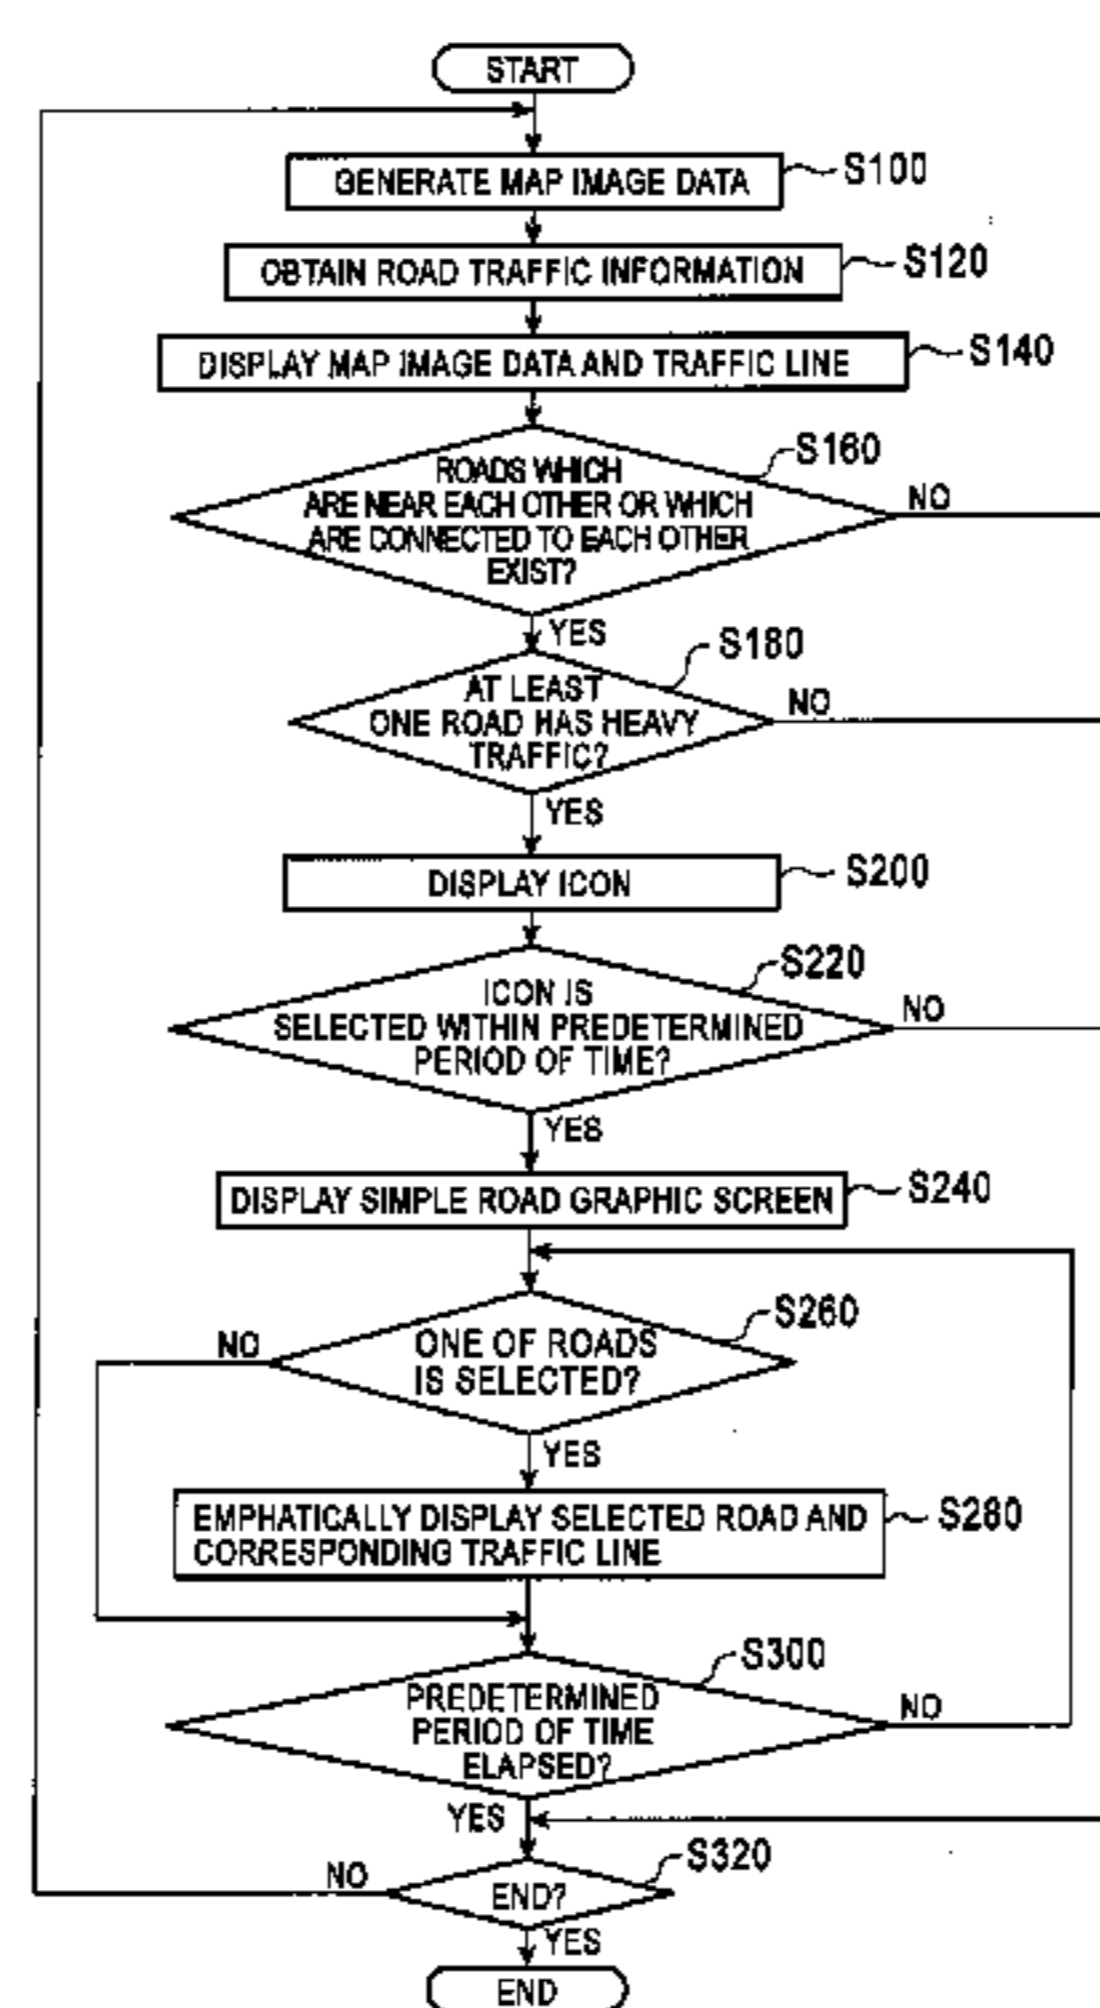 START
GENERATE MAP IMAGE DATA
S100
OBTAIN ROAD TRAFFIC INFORMATION
S120
DISPLAY MAP IMAGE DATA AND TRAFFIC LINE
S140
S160
ROADS WHICH
ARE NEAR EACH OTHER OR WHICH
ARE CONNECTED TO EACH OTHER
EXIST?
NO
YES
S180
AT LEAST
ONE ROAD HAS HEAVY
TRAFFIC?
NO
YES
DISPLAY ICON
S200
S220
ICON IS
SELECTED WITHIN PREDETERMINED
PERIOD OF TIME?
NO
YES
DISPLAY SIMPLE ROAD GRAPHIC SCREEN
S240
S260
NO
ONE OF ROADS
IS SELECTED?
YES
EMPHATICALLY DISPLAY SELECTED ROAD AND
CORRESPONDING TRAFFIC LINE
S280
S300
PREDETERMINED
PERIOD OF TIME
ELAPSED?
NO
YES
S320
NO
END?
YES
END